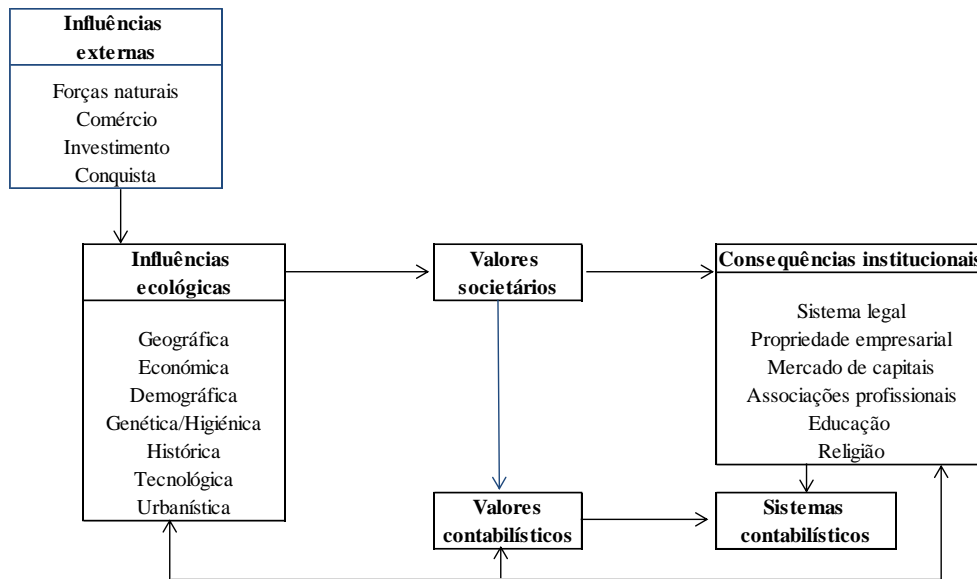 Influências
externas
Forças naturais
Comércio
Investimento
Conquista
Influências
ecológicas
Geográfica
Económica
Demográfica
Genética/Higiénica
Histórica
Tecnológica
Urbanística
Valores
societários
Consequências institucionais
Sistema legal
Propriedade empresarial
Mercado de capitais
Associações profissionais
Educação
Religião
Valores
contabilísticos
Sistemas
contabilísticos